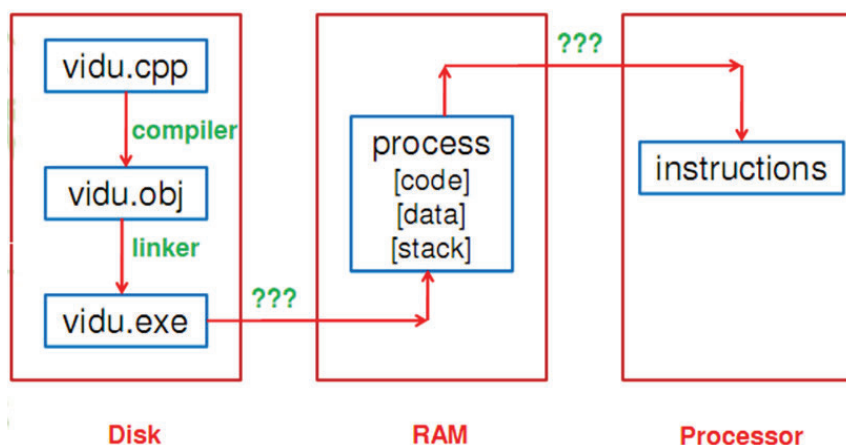 vidu.cpp
compiler
vidu.obj
linker
vidu.exe
???
process
[code]
[data]
[stack]
???
instructions
Disk
RAM
Processor